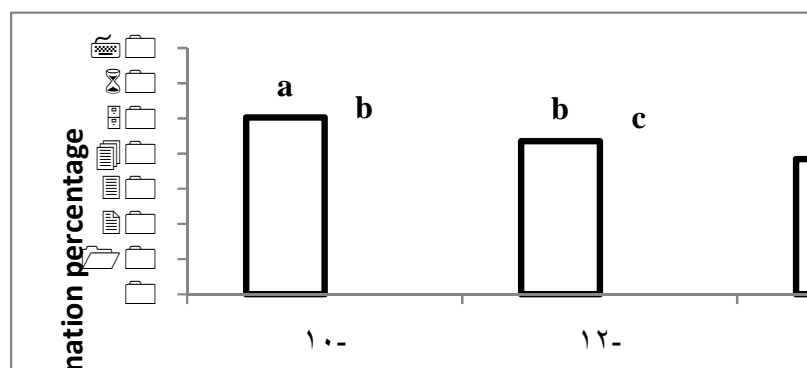 a b b c
nation percentage
١٠-
١٢-